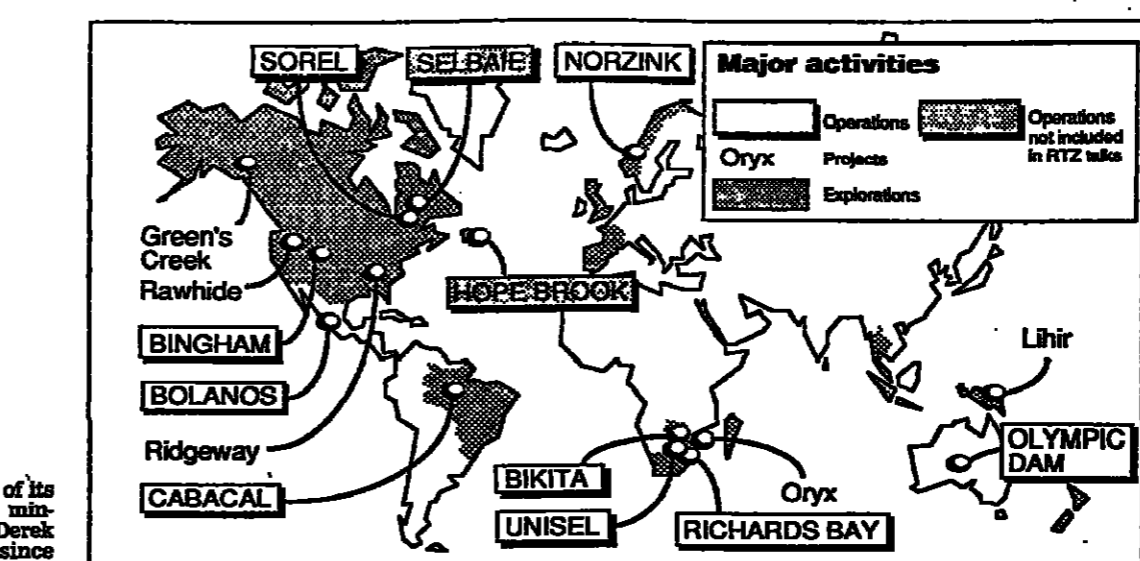 SOREL
SELBAIE
NORZINK
Major activities
Operations
Operations
not included
in RTZ talks
Oryx
Projects
Explorations
Green's
Creek
Rawhide
HOPE BROOK
BINGHAM
Lihir
BOLANOS
Ridgeway
OLYMPIC
DAM
BIKITA
CABACAL
Oryx
UNISEL
RICHARDS BAY
of its
min-
Derek
since